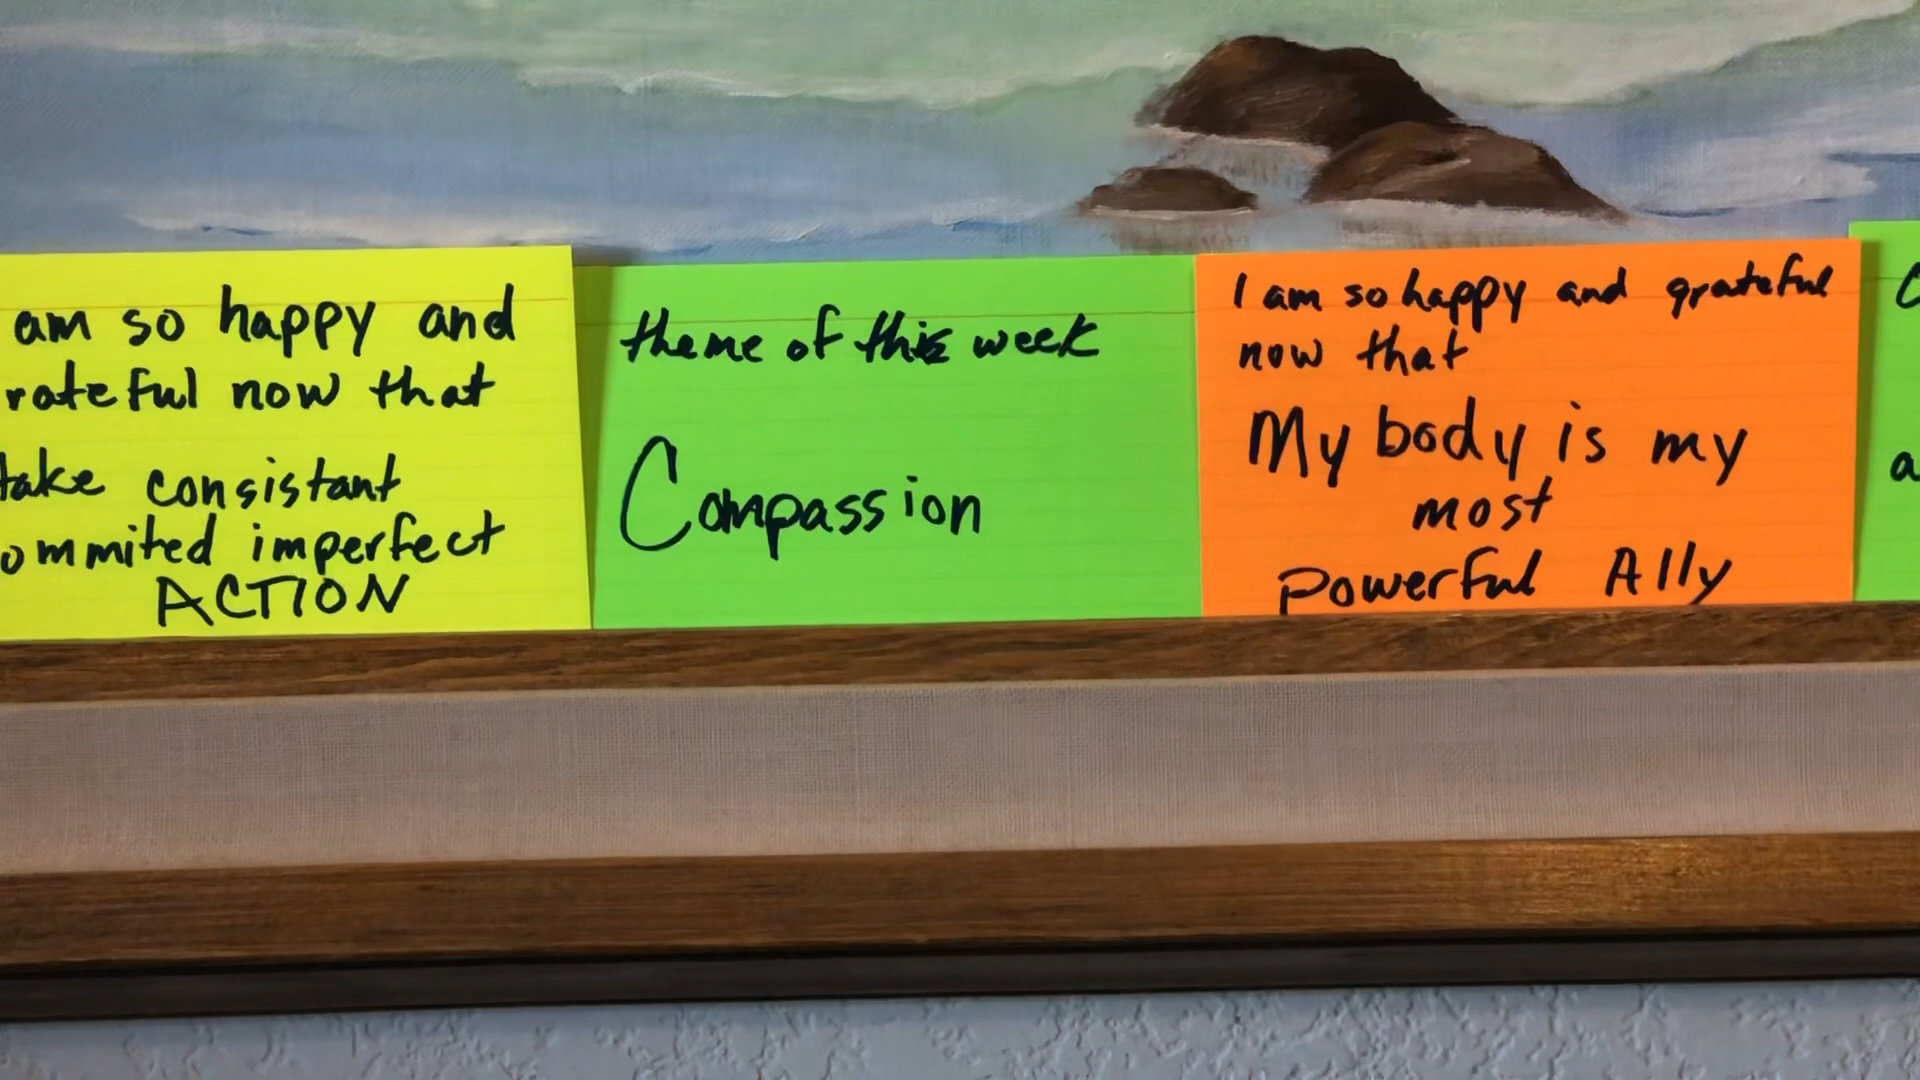 am so happy and
rateful now that
take consistant
ommited imperfect
ACTION
theme of this week
Compassion
I am so happy and grateful
now that
My body is my
most
powerful Ally
C
a